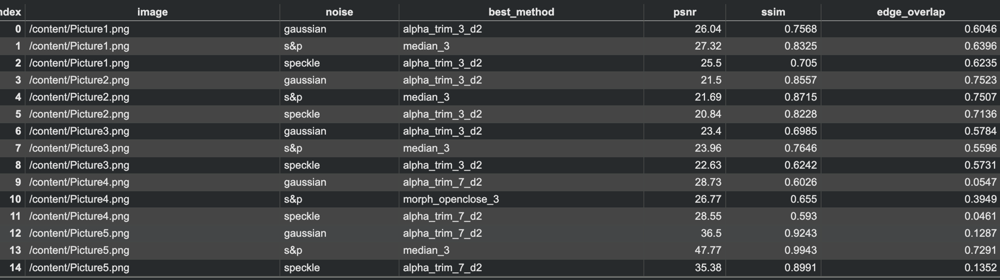 ndex image noise best_method psnr ssim edge_overlap
0 /content/Picture1.png gaussian alpha_trim_3_d2 26.04 0.7568 0.6046
1 /content/Picture1.png s&p median_3 27.32 0.8325 0.6396
2 /content/Picture1.png speckle alpha_trim_3_d2 25.5 0.705 0.6235
3 /content/Picture2.png gaussian alpha_trim_3_d2 21.5 0.8557 0.7523
4 /content/Picture2.png s&p median_3 21.69 0.8715 0.7507
5 /content/Picture2.png speckle alpha_trim_3_d2 20.84 0.8228 0.7136
6 /content/Picture3.png gaussian alpha_trim_3_d2 23.4 0.6985 0.5784
7 /content/Picture3.png s&p median_3 23.96 0.7646 0.5596
8 /content/Picture3.png speckle alpha_trim_3_d2 22.63 0.6242 0.5731
9 /content/Picture4.png gaussian alpha_trim_7_d2 28.73 0.6026 0.0547
10 /content/Picture4.png s&p morph_openclose_3 26.77 0.655 0.3949
11 /content/Picture4.png speckle alpha_trim_7_d2 28.55 0.593 0.0461
12 /content/Picture5.png gaussian alpha_trim_7_d2 36.5 0.9243 0.1287
13 /content/Picture5.png s&p median_3 47.77 0.9943 0.7291
14 /content/Picture5.png speckle alpha_trim_7_d2 35.38 0.8991 0.1352